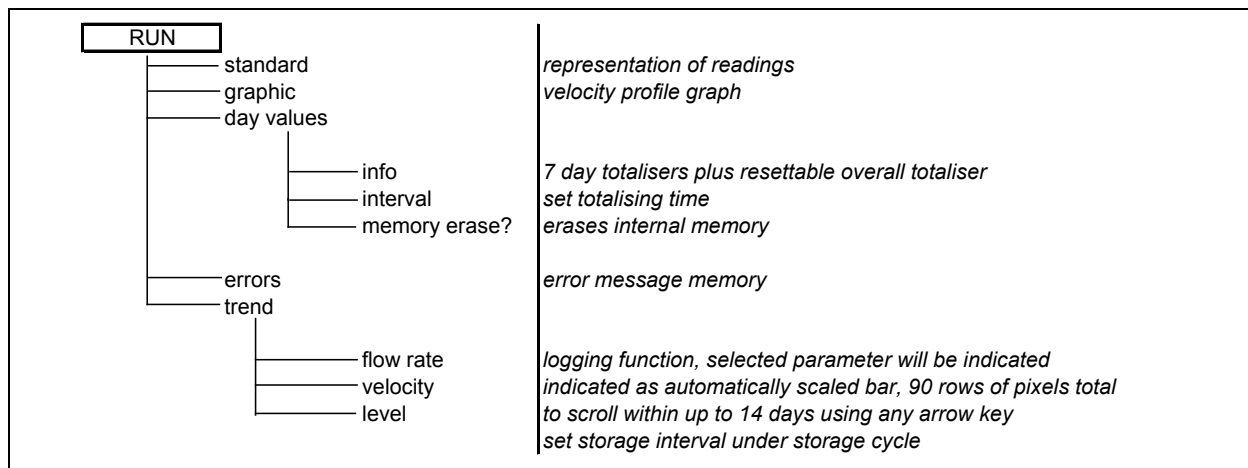 RUN
standard representation of readings
graphic velocity profile graph
day values
info 7 day totalisers plus resettable overall totaliser
interval set totalising time
memory erase? erases internal memory
errors error message memory
trend
flow rate logging function, selected parameter will be indicated
velocity indicated as automatically scaled bar, 90 rows of pixels total
level to scroll within up to 14 days using any arrow key
set storage interval under storage cycle